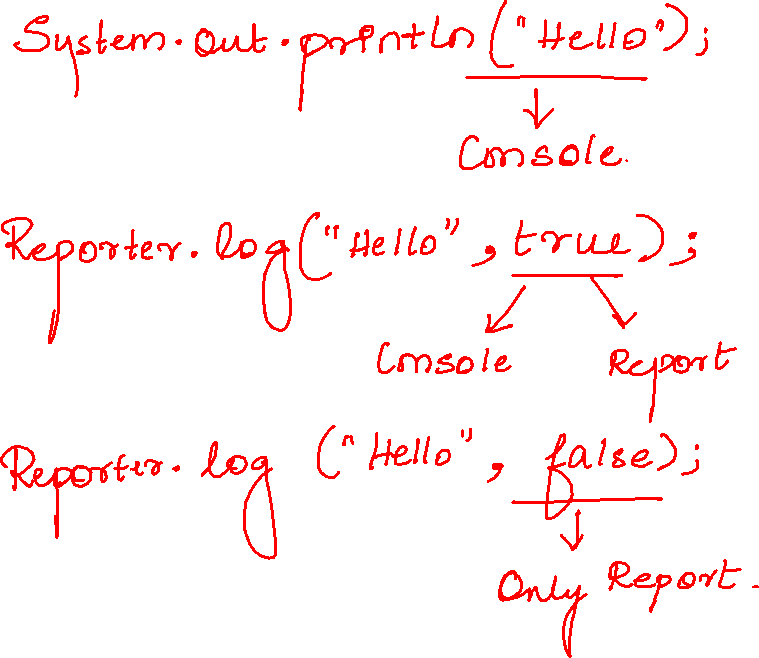 System.out.println("Hello");
Console.
Reporter.log("Hello", true);
Console Report
Reporter.log ("Hello", false);
Only Report.